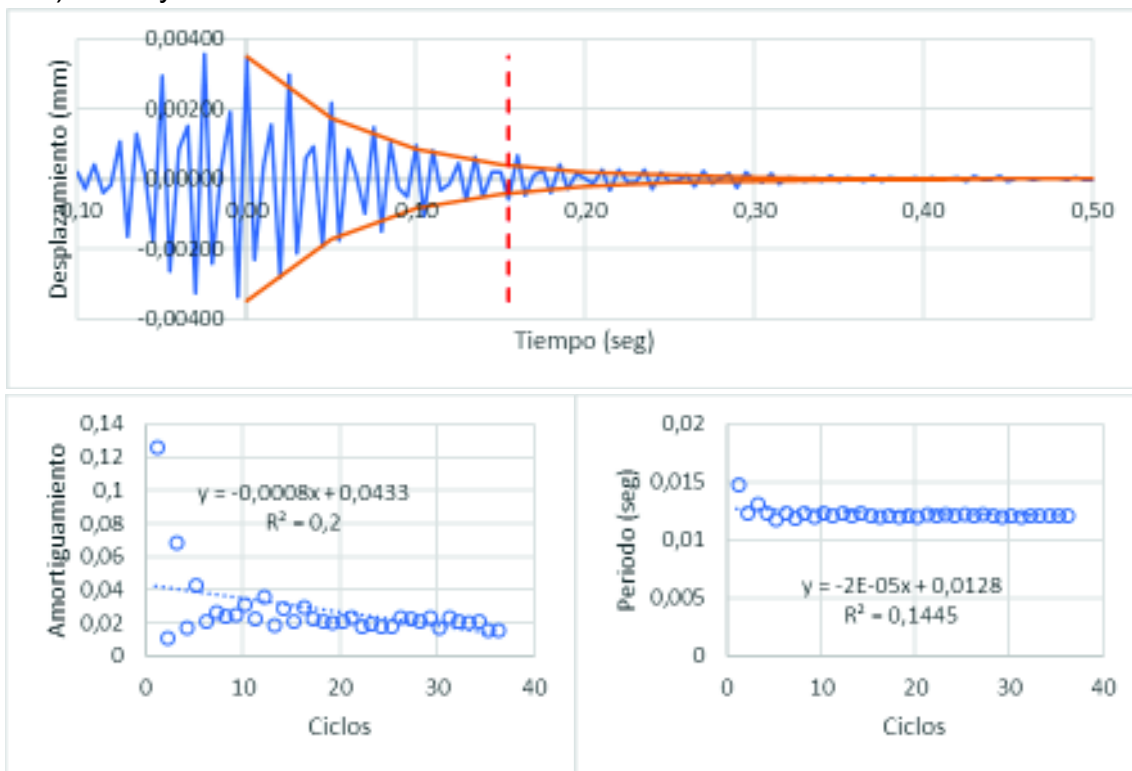 0,00400
0,00200
0,00000
-0,00200
-0,00400
Desplazamiento (mm)
0,10 0,00 0,10 0,20 0,30 0,40 0,50
Tiempo (seg)
0,14
0,12
0,1
0,08
0,06
0,04
0,02
0
Amortiguamiento
y = -0,0008x + 0,0433
R² = 0,2
0 10 20 30 40
Ciclos
0,02
0,015
0,01
0,005
0
Periodo (seg)
y = -2E-05x + 0,0128
R² = 0,1445
0 10 20 30 40
Ciclos